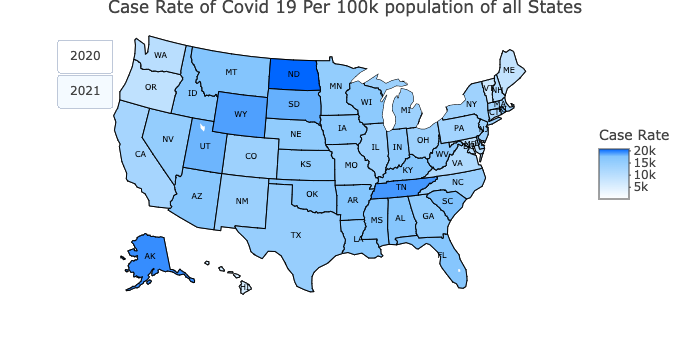 Case Rate of Covid 19 Per 100k population of all States
2020
2021
Case Rate
20k
15k
10k
5k
WA
OR
CA
ID
NV
MT
WY
UT
AZ
ND
SD
NE
CO
KS
NM
OK
TX
MN
IA
MO
AR
LA
WI
IL
MS
MI
IN
KY
TN
AL
OH
WV
GA
FL
SC
NC
VA
PA
NY
ME
VT
NH
MA
AK
HI